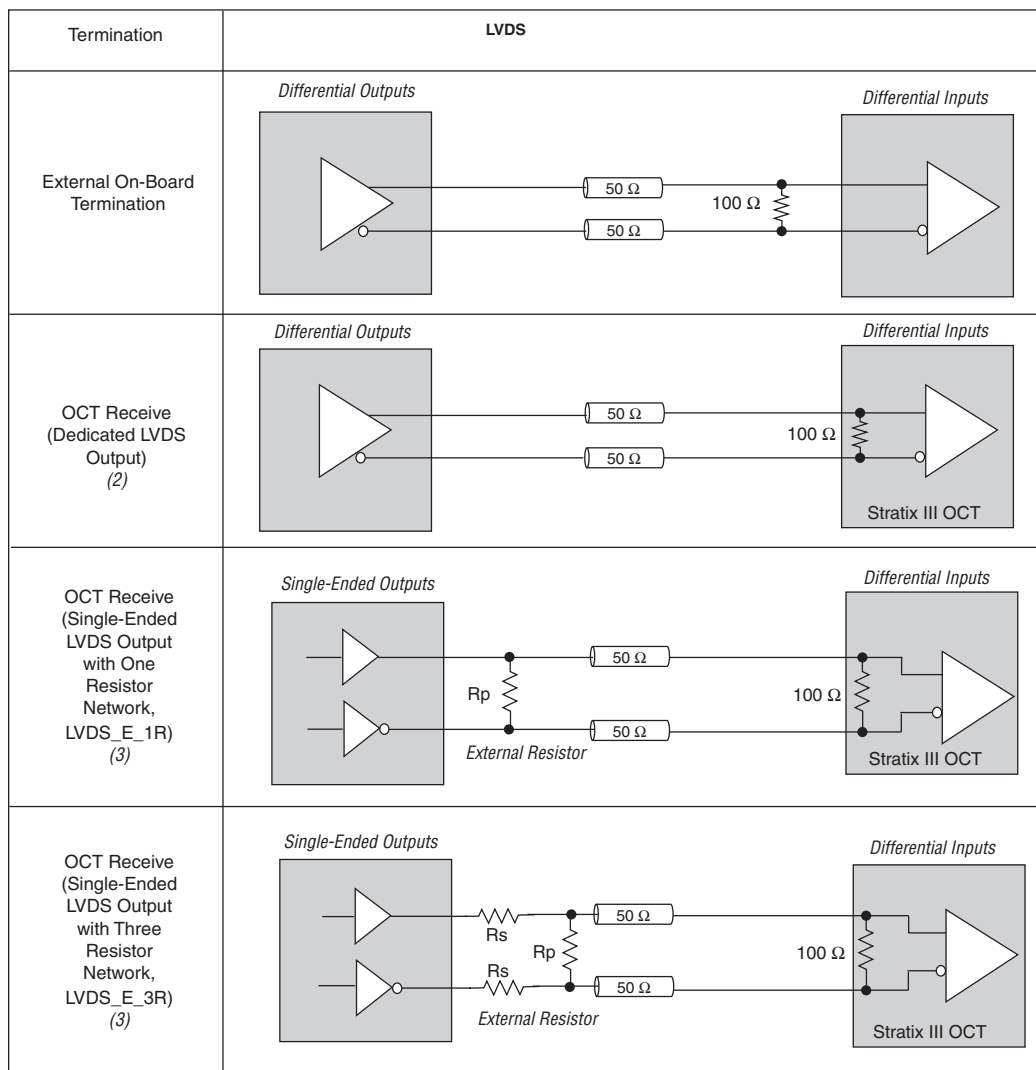 Termination
LVDS
External On-Board
Termination
Differential Outputs
Differential Inputs
50 Ω
100 Ω
50 Ω
OCT Receive
(Dedicated LVDS
Output)
(2)
Differential Outputs
Differential Inputs
50 Ω
100 Ω
50 Ω
Stratix III OCT
OCT Receive
(Single-Ended
LVDS Output
with One
Resistor
Network,
LVDS_E_1R)
(3)
Single-Ended Outputs
Differential Inputs
50 Ω
Rp
100 Ω
50 Ω
External Resistor
Stratix III OCT
OCT Receive
(Single-Ended
LVDS Output
with Three
Resistor
Network,
LVDS_E_3R)
(3)
Single-Ended Outputs
Differential Inputs
50 Ω
Rs
Rp
100 Ω
Rs
50 Ω
External Resistor
Stratix III OCT